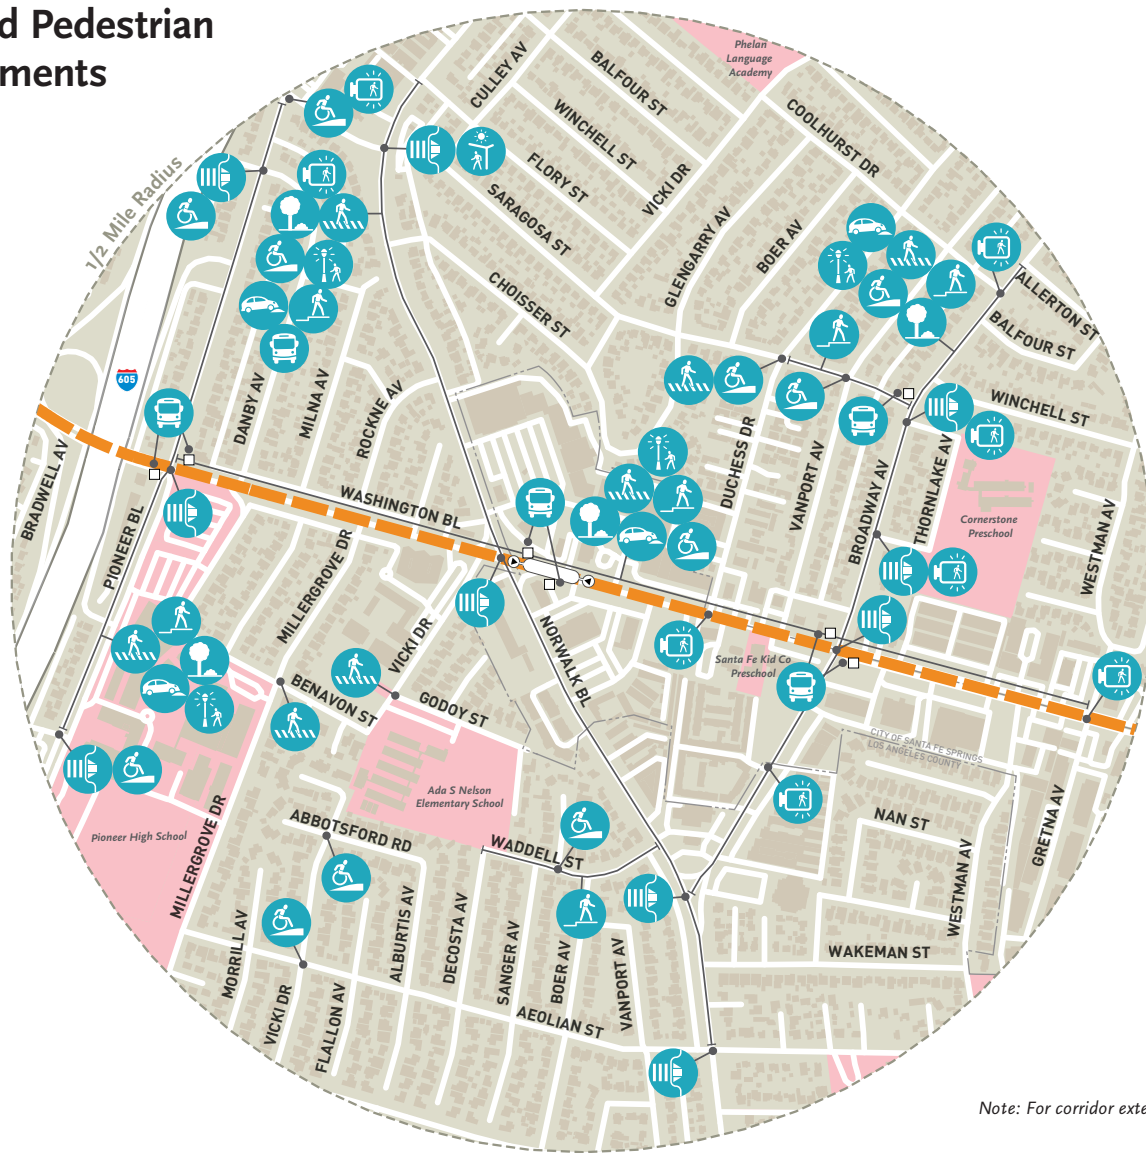 d Pedestrian
ments
Phelan
Language
Academy
CULLEY AV
BALFOUR ST
WINCHELL ST
COOLHURST DR
FLORY ST
VICKI DR
SARAGOSA ST
1/2 Mile Radius
GLENGARRY AV
BOER AV
CHOISSER ST
ALLERTON ST
BALFOUR ST
605
DANBY AV
MILNA AV
ROCKNE AV
WINCHELL ST
DUCHESS DR
VANPORT AV
BROADWAY AV
THORNLAKE AV
BRADWELL AV
WASHINGTON BL
Cornerstone
Preschool
WESTMAN AV
PIONEER BL
MILLERGROVE DR
VICKI DR
NORWALK BL
Santa Fe Kid Co
Preschool
BENAVON ST
GODOY ST
CITY OF SANTA FE SPRINGS
LOS ANGELES COUNTY
Ada S Nelson
Elementary School
Pioneer High School
MILLERGROVE DR
ABBOTSFORD RD
WADDELL ST
NAN ST
GRETNA AV
WESTMAN AV
MORRILL AV
ALBURTIS AV
DECOSTA AV
SANGER AV
BOER AV
VANPORT AV
WAKEMAN ST
VICKI DR
FLALLON AV
AEOLIAN ST
Note: For corridor exte